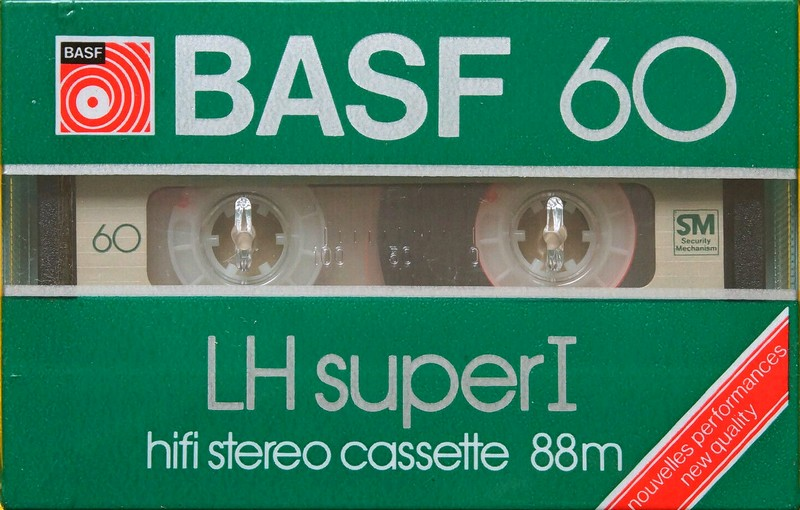 BASF
BASF 60
60
SM
Security
Mechanism
LH super I
hifi stereo cassette 88m
nouvelles performances
new quality